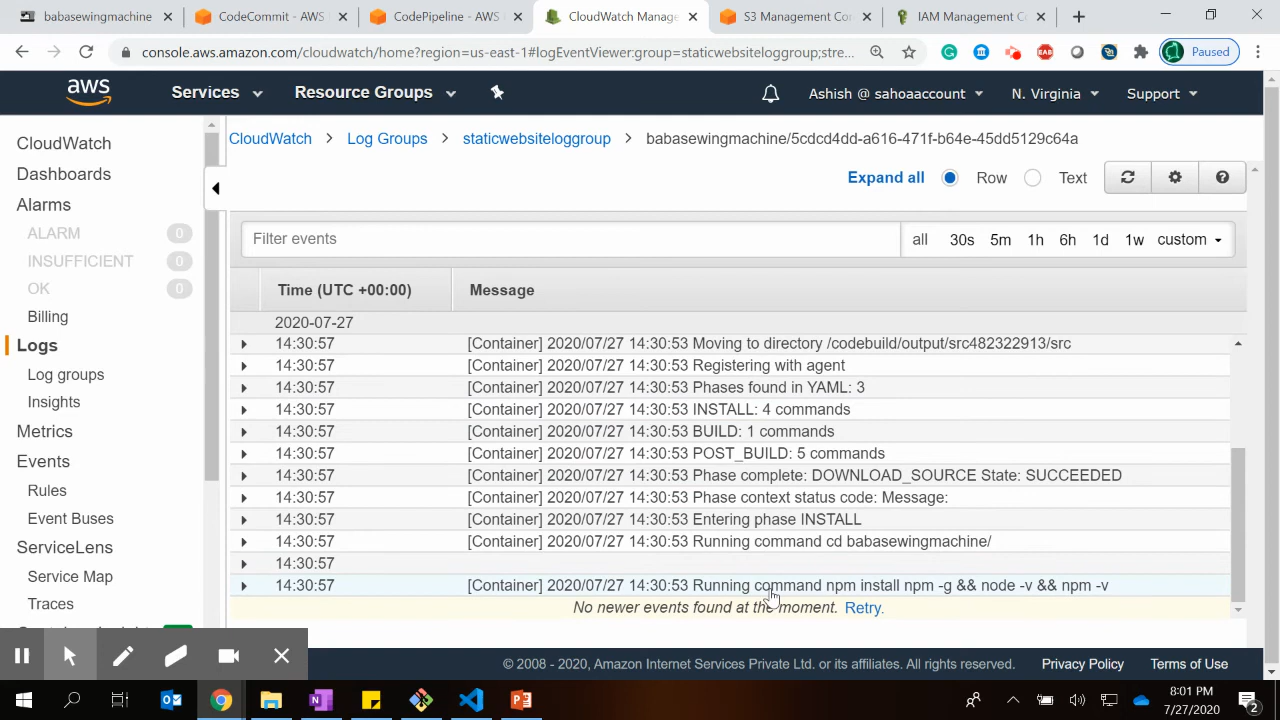 babasewingmachine
CodeCommit - AWS
CodePipeline - AWS
CloudWatch Manage
S3 Management Con
IAM Management Co
console.aws.amazon.com/cloudwatch/home?region=us-east-1#logEventViewer:group=staticwebsiteloggroup;stre...
Paused
aws
Services
Resource Groups
Ashish @ sahoaaccount
N. Virginia
Support
CloudWatch
Dashboards
Alarms
ALARM 0
INSUFFICIENT 0
OK 0
Billing
Logs
Log groups
Insights
Metrics
Events
Rules
Event Buses
ServiceLens
Service Map
Traces
CloudWatch > Log Groups > staticwebsiteloggroup > babasewingmachine/5cdcd4dd-a616-471f-b64e-45dd5129c64a
Expand all Row Text
Filter events
all 30s 5m 1h 6h 1d 1w custom
Time (UTC +00:00) Message
2020-07-27
14:30:57 [Container] 2020/07/27 14:30:53 Moving to directory /codebuild/output/src482322913/src
14:30:57 [Container] 2020/07/27 14:30:53 Registering with agent
14:30:57 [Container] 2020/07/27 14:30:53 Phases found in YAML: 3
14:30:57 [Container] 2020/07/27 14:30:53 INSTALL: 4 commands
14:30:57 [Container] 2020/07/27 14:30:53 BUILD: 1 commands
14:30:57 [Container] 2020/07/27 14:30:53 POST_BUILD: 5 commands
14:30:57 [Container] 2020/07/27 14:30:53 Phase complete: DOWNLOAD_SOURCE State: SUCCEEDED
14:30:57 [Container] 2020/07/27 14:30:53 Phase context status code: Message:
14:30:57 [Container] 2020/07/27 14:30:53 Entering phase INSTALL
14:30:57 [Container] 2020/07/27 14:30:53 Running command cd babasewingmachine/
14:30:57
14:30:57 [Container] 2020/07/27 14:30:53 Running command npm install npm -g && node -v && npm -v
No newer events found at the moment. Retry.
© 2008 - 2020, Amazon Internet Services Private Ltd. or its affiliates. All rights reserved.
Privacy Policy
Terms of Use
8:01 PM
7/27/2020
2